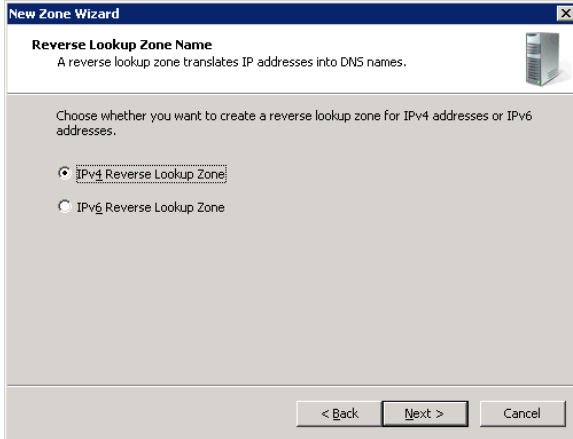 New Zone Wizard
Reverse Lookup Zone Name
A reverse lookup zone translates IP addresses into DNS names.
Choose whether you want to create a reverse lookup zone for IPv4 addresses or IPv6
addresses.
IPv4 Reverse Lookup Zone
IPv6 Reverse Lookup Zone
< Back Next > Cancel